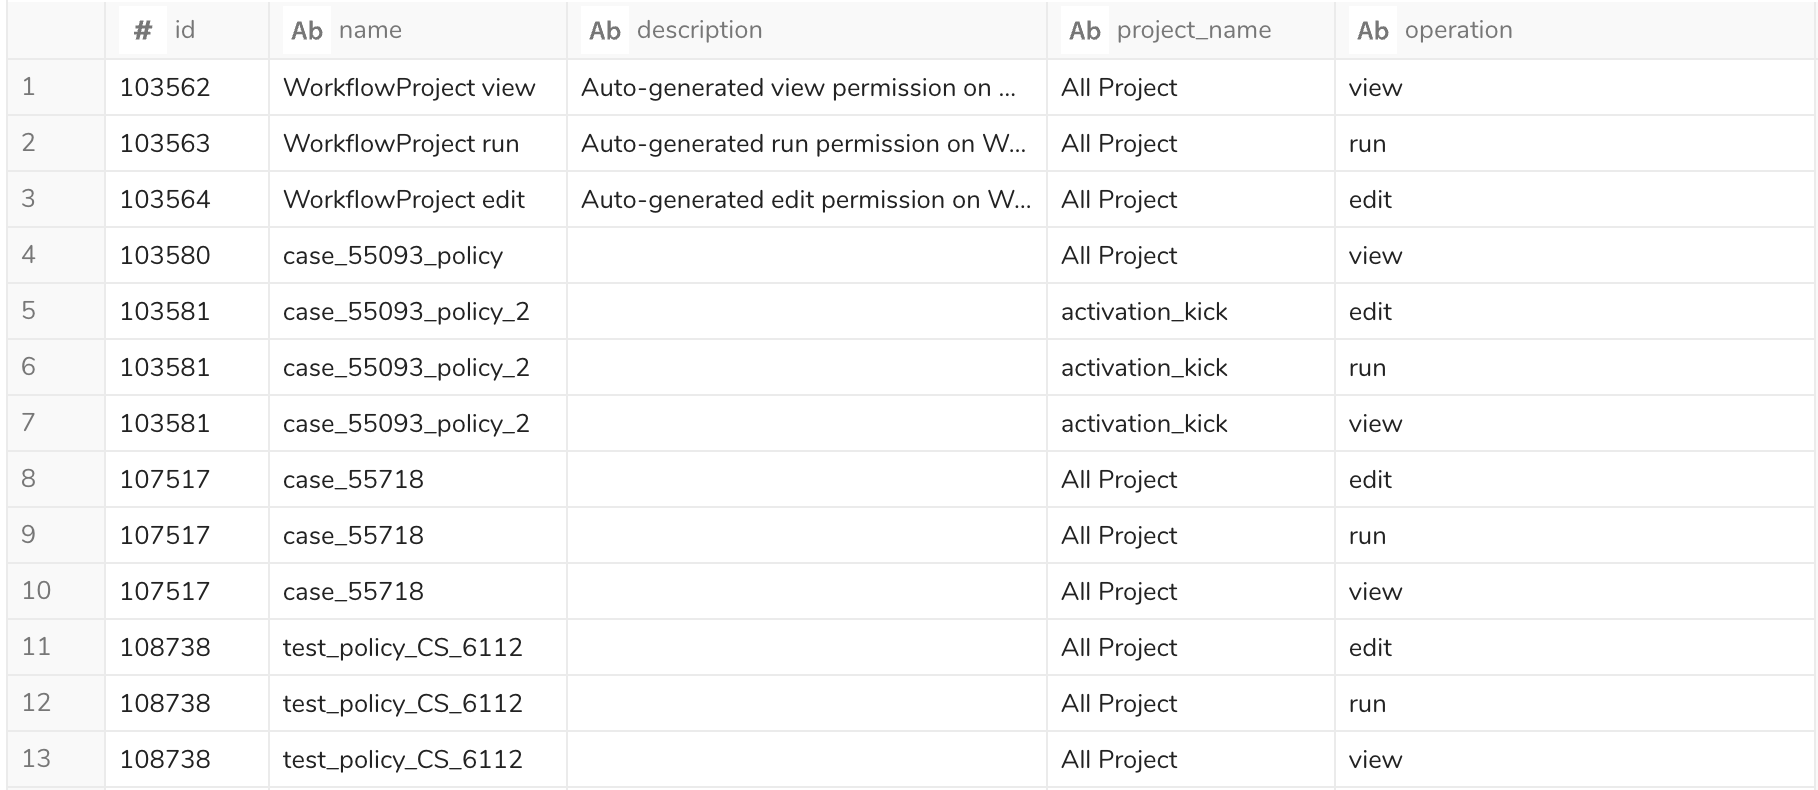 # id Ab name Ab description Ab project_name Ab operation
1 103562 WorkflowProject view Auto-generated view permission on ... All Project view
2 103563 WorkflowProject run Auto-generated run permission on W... All Project run
3 103564 WorkflowProject edit Auto-generated edit permission on W... All Project edit
4 103580 case_55093_policy All Project view
5 103581 case_55093_policy_2 activation_kick edit
6 103581 case_55093_policy_2 activation_kick run
7 103581 case_55093_policy_2 activation_kick view
8 107517 case_55718 All Project edit
9 107517 case_55718 All Project run
10 107517 case_55718 All Project view
11 108738 test_policy_CS_6112 All Project edit
12 108738 test_policy_CS_6112 All Project run
13 108738 test_policy_CS_6112 All Project view